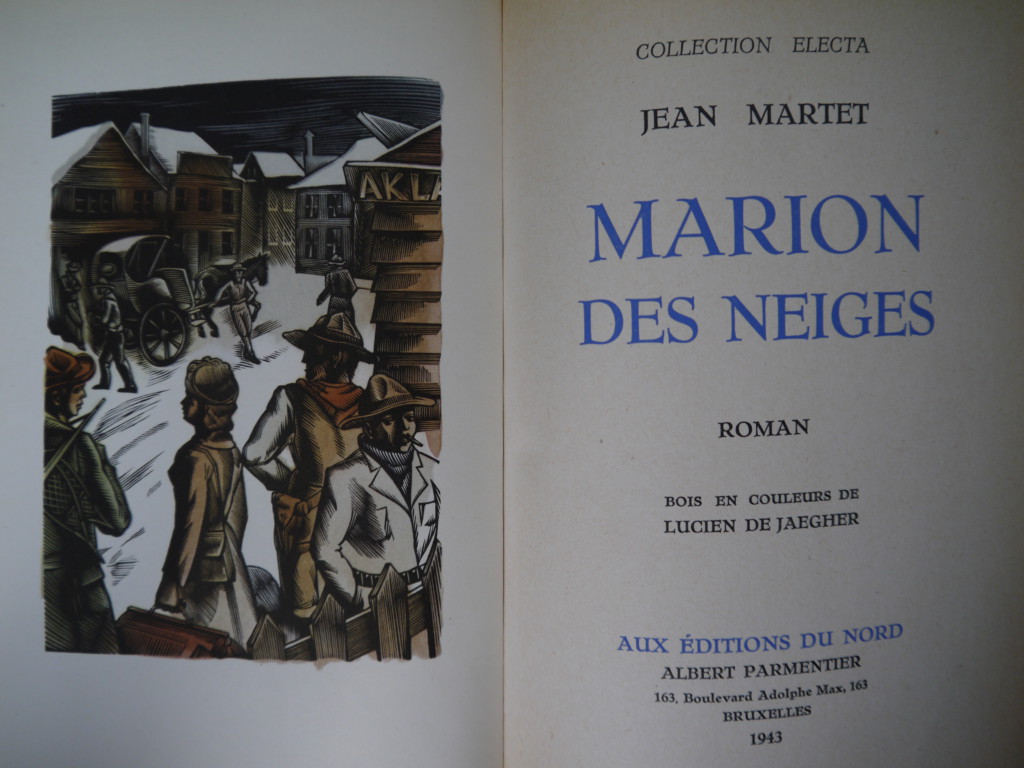 AKLA
COLLECTION ELECTA
JEAN MARTET
MARION
DES NEIGES
ROMAN
BOIS EN COULEURS DE
LUCIEN DE JAEGHER
AUX ÉDITIONS DU NORD
ALBERT PARMENTIER
163, Boulevard Adolphe Max, 163
BRUXELLES
1943